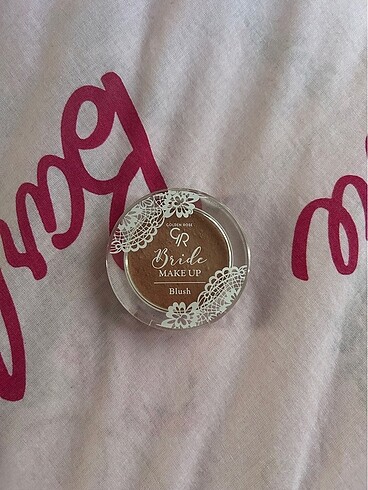 GOLDEN ROSE
GR
Bride
MAKE UP
Blush